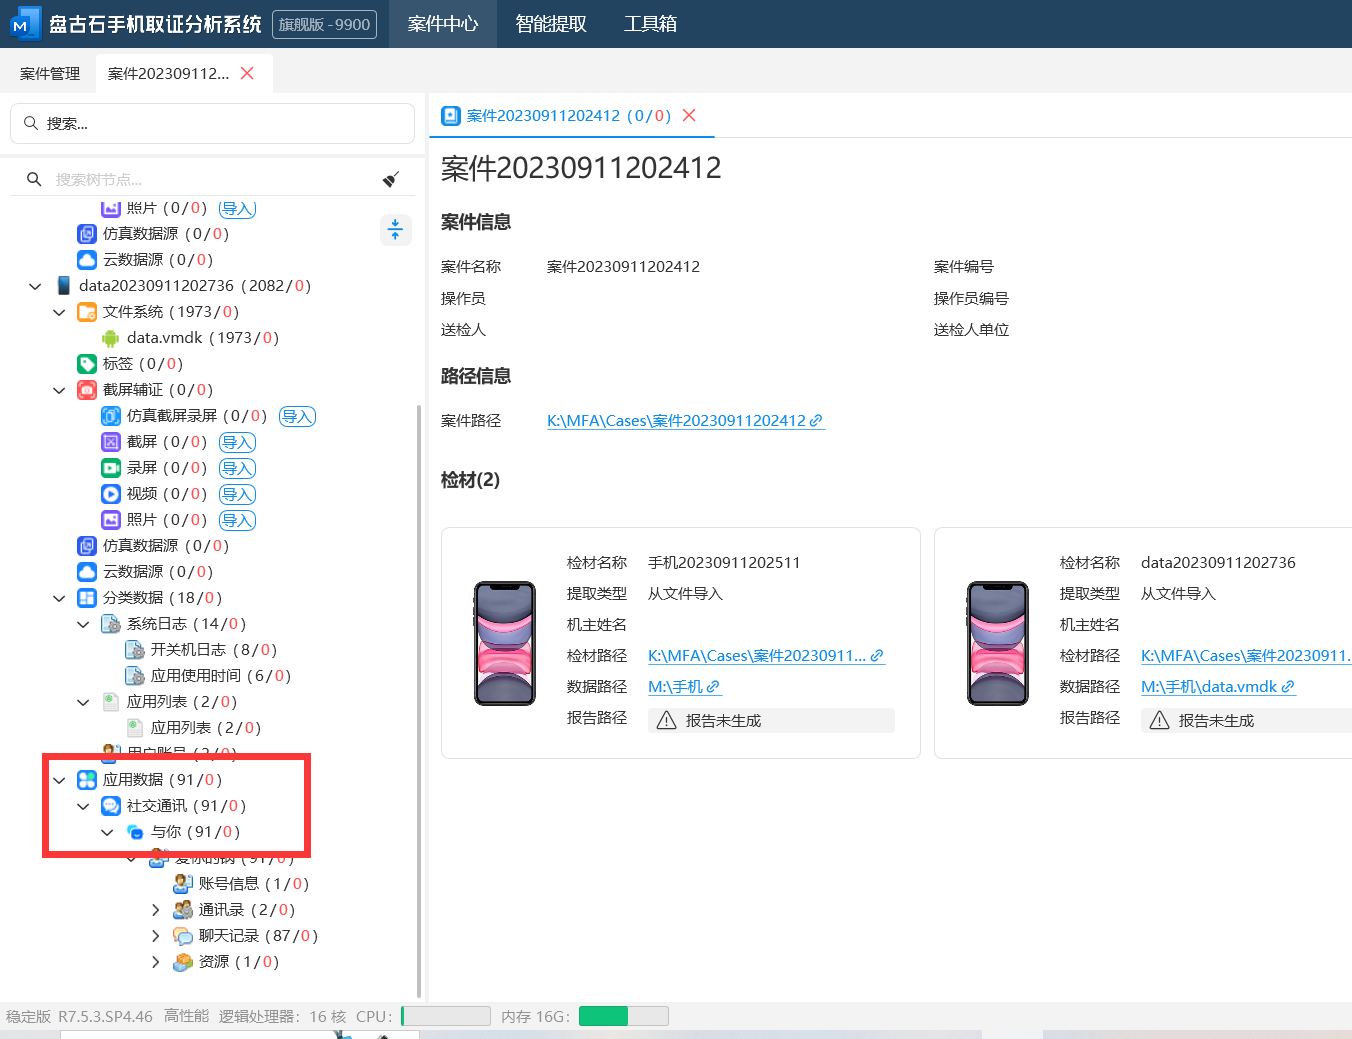 盘古石手机取证分析系统 旗舰版 - 9900 案件中心 智能提取 工具箱
案件管理 案件202309112...
搜索...
搜索树节点...
照片 (0/0) 导入
仿真数据源 (0/0)
云数据源 (0/0)
data20230911202736 (2082/0)
文件系统 (1973/0)
data.vmdk (1973/0)
标签 (0/0)
截屏辅证 (0/0)
仿真截屏录屏 (0/0) 导入
截屏 (0/0) 导入
录屏 (0/0) 导入
视频 (0/0) 导入
照片 (0/0) 导入
仿真数据源 (0/0)
云数据源 (0/0)
分类数据 (18/0)
系统日志 (14/0)
开关机日志 (8/0)
应用使用时间 (6/0)
应用列表 (2/0)
应用列表 (2/0)
用户账号 (2/0)
应用数据 (91/0)
社交通讯 (91/0)
与你 (91/0)
爱你的锅 (91/0)
账号信息 (1/0)
通讯录 (2/0)
聊天记录 (87/0)
资源 (1/0)
案件20230911202412 (0/0)
案件20230911202412
案件信息
案件名称 案件20230911202412 案件编号
操作员 操作员编号
送检人 送检人单位
路径信息
案件路径 K:\MFA\Cases\案件20230911202412
检材(2)
检材名称 手机20230911202511
提取类型 从文件导入
机主姓名
检材路径 K:\MFA\Cases\案件20230911...
数据路径 M:\手机
报告路径 报告未生成
检材名称 data20230911202736
提取类型 从文件导入
机主姓名
检材路径 K:\MFA\Cases\案件20230911.
数据路径 M:\手机\data.vmdk
报告路径 报告未生成
稳定版 R7.5.3.SP4.46 高性能 逻辑处理器: 16 核 CPU: 内存 16G: